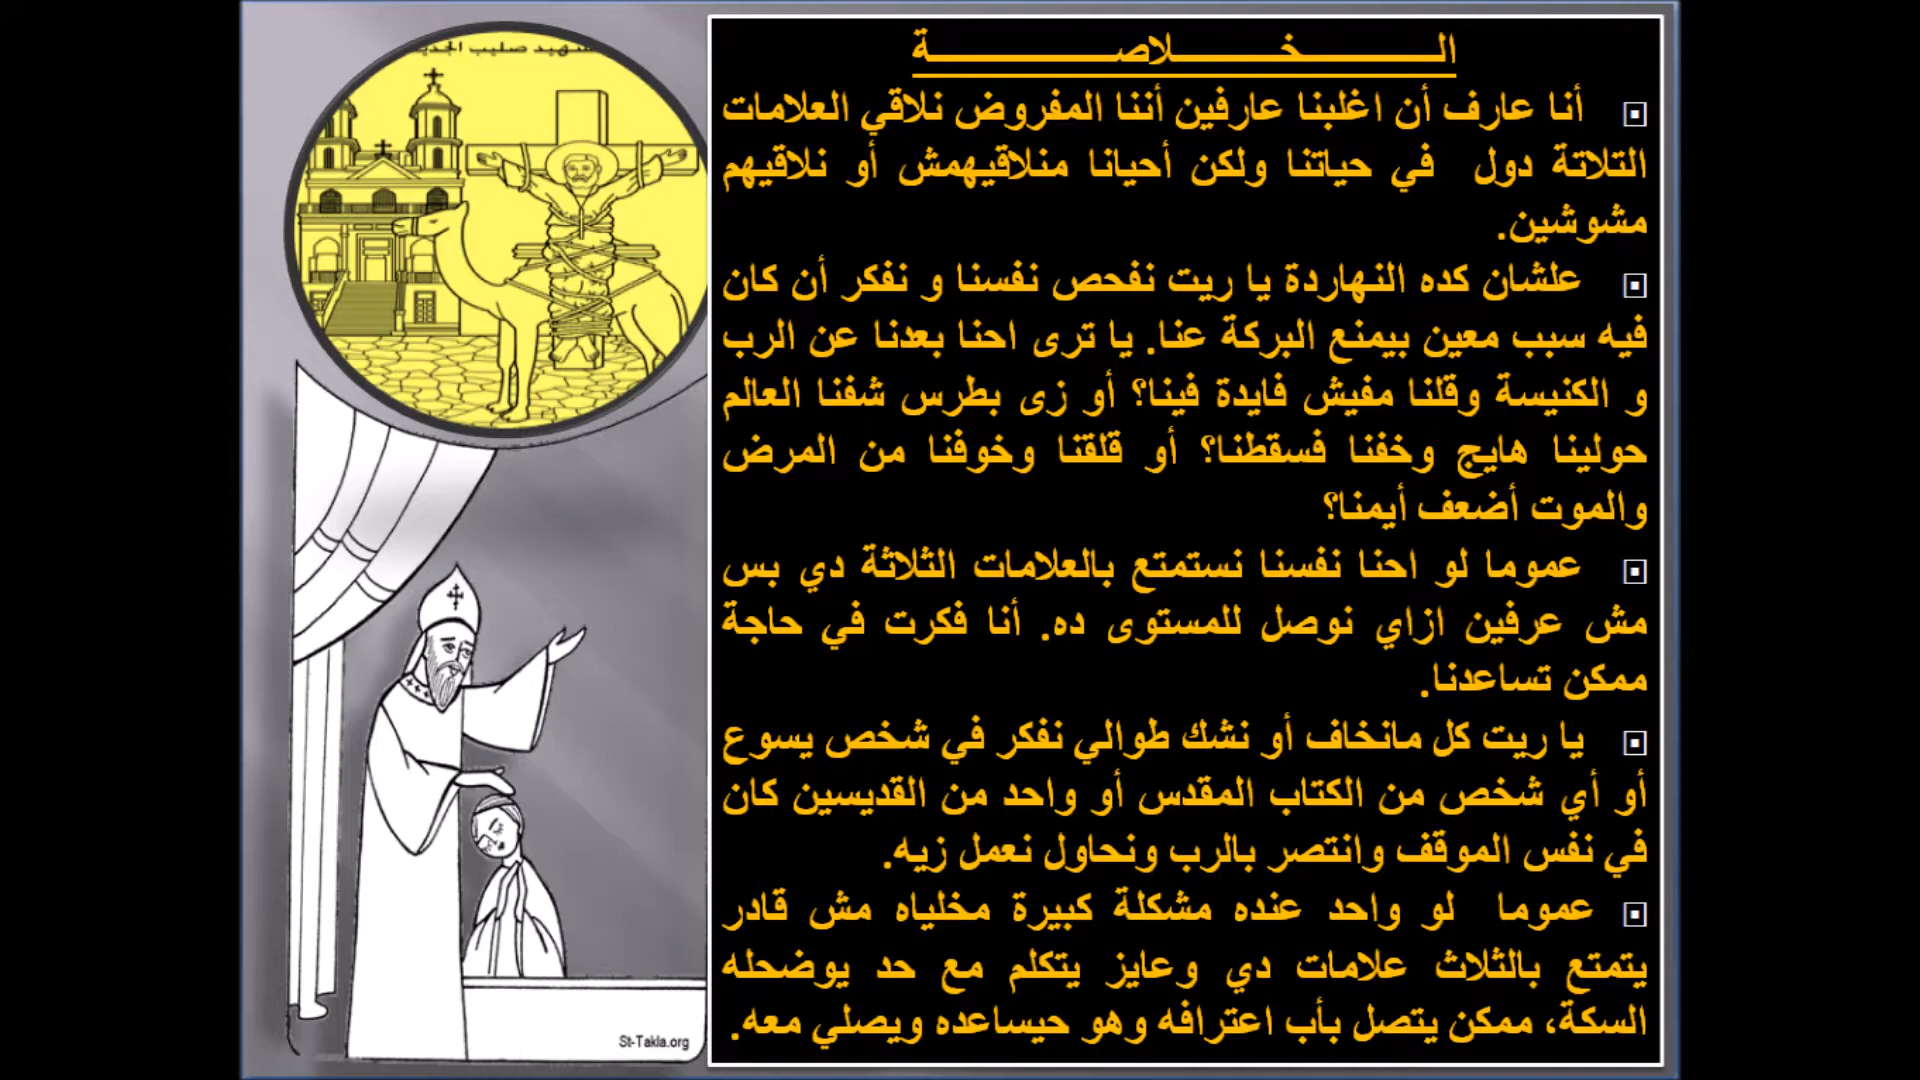 شهيد صليب الجديد
الـــــخـــــلاصـــــة
أنا عارف أن اغلبنا عارفين أننا المفروض نلاقي العلامات
التلاتة دول في حياتنا ولكن أحيانا منلاقيهمش أو نلاقيهم
مشوشين.
علشان كده النهاردة يا ريت نفحص نفسنا و نفكر أن كان
فيه سبب معين بيمنع البركة عنا. يا ترى احنا بعدنا عن الرب
و الكنيسة وقلنا مفيش فايدة فينا؟ أو زى بطرس شفنا العالم
حولينا هايج وخفنا فسقطنا؟ أو قلقنا وخوفنا من المرض
والموت أضعف أيمنا؟
عموما لو احنا نفسنا نستمتع بالعلامات الثلاثة دي بس
مش عرفين ازاي نوصل للمستوى ده. أنا فكرت في حاجة
ممكن تساعدنا.
يا ريت كل مانخاف أو نشك طوالي نفكر في شخص يسوع
أو أي شخص من الكتاب المقدس أو واحد من القديسين كان
في نفس الموقف وانتصر بالرب ونحاول نعمل زيه.
عموما لو واحد عنده مشكلة كبيرة مخلياه مش قادر
يتمتع بالثلاث علامات دي وعايز يتكلم مع حد يوضحله
السكة، ممكن يتصل بأب اعترافه وهو حيساعده ويصلي معه.
St-Takla.org